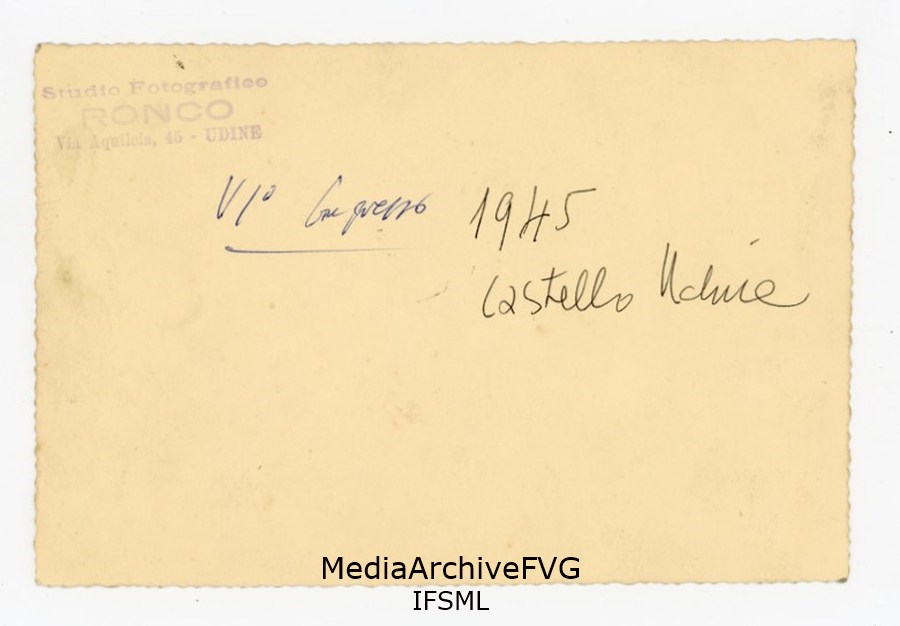 Studio Fotografico
RONCO
Via Aquileia, 45 - UDINE
VI° Congresso 1945
Castello Udine
MediaArchiveFVG
IFSML